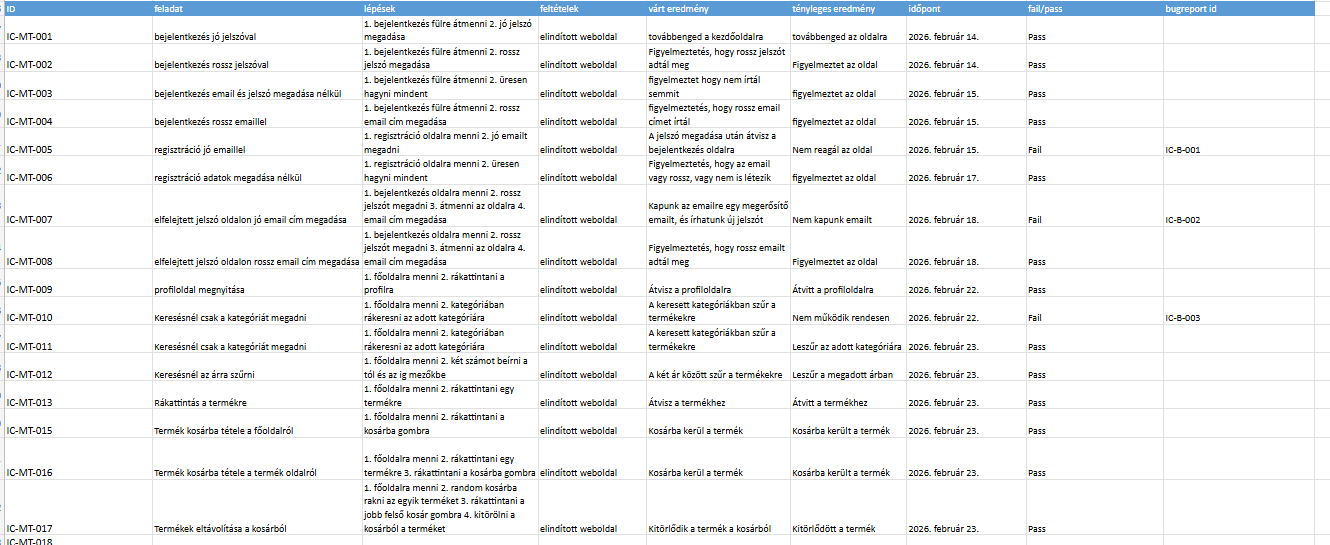 ID feladat lépések feltételek várt eredmény tényleges eredmény időpont fail/pass bugreport id
1. bejelentkezés fülre átmenni 2. jó jelszó
IC-MT-001 bejelentkezés jó jelszóval megadása elindított weboldal továbbenged a kezdőoldalra továbbenged az oldalra 2026. február 14. Pass
1. bejelentkezés fülre átmenni 2. rossz Figyelmeztetés, hogy rossz jelszót
IC-MT-002 bejelentkezés rossz jelszóval jelszó megadása elindított weboldal adtál meg Figyelmeztet az oldal 2026. február 14. Pass
1. bejelentkezés fülre átmenni 2. üresen figyelmeztet hogy nem írtál
IC-MT-003 bejelentkezés email és jelszó megadása nélkül hagyni mindent elindított weboldal semmit figyelmeztet az oldal 2026. február 15. Pass
1. bejelentkezés fülre átmenni 2. rossz figyelmeztetés, hogy rossz email
IC-MT-004 bejelentkezés rossz emaillel email cím megadása elindított weboldal címet írtál figyelmeztet az oldal 2026. február 15. Pass
1. regisztráció oldalra menni 2. jó emailt A jelszó megadása után átvisz a
IC-MT-005 regisztráció jó emaillel megadni elindított weboldal bejelentkezés oldalra Nem reagál az oldal 2026. február 15. Fail IC-B-001
1. regisztráció oldalra menni 2. üresen Figyelmeztetés, hogy az email
IC-MT-006 regisztráció adatok megadása nélkül hagyni mindent elindított weboldal vagy rossz, vagy nem is létezik figyelmeztet az oldal 2026. február 17. Pass
1. bejelentkezés oldalra menni 2. rossz
jelszót megadni 3. átmenni az oldalra 4. Kapunk az emailre egy megerősítő
IC-MT-007 elfelejtett jelszó oldalon jó email cím megadása email cím megadása elindított weboldal emailt, és írhatunk új jelszót Nem kapunk emailt 2026. február 18. Fail IC-B-002
1. bejelentkezés oldalra menni 2. rossz
jelszót megadni 3. átmenni az oldalra 4. Figyelmeztetés, hogy rossz emailt
IC-MT-008 elfelejtett jelszó oldalon rossz email cím megadása email cím megadása elindított weboldal adtál meg Figyelmeztet az oldal 2026. február 18. Pass
1. főoldalra menni 2. rákattintani a
IC-MT-009 profiloldal megnyitása profilra elindított weboldal Átvisz a profiloldalra Átvitt a profiloldalra 2026. február 22. Pass
1. főoldalra menni 2. kategóriában A keresett kategóriákban szűr a
IC-MT-010 Keresésnél csak a kategóriát megadni rákeresni az adott kategóriára elindított weboldal termékekre Nem működik rendesen 2026. február 22. Fail IC-B-003
1. főoldalra menni 2. kategóriában A keresett kategóriákban szűr a
IC-MT-011 Keresésnél csak a kategóriát megadni rákeresni az adott kategóriára elindított weboldal termékekre Leszűr az adott kategóriára 2026. február 23. Pass
1. főoldalra menni 2. két számot beírni a
IC-MT-012 Keresésnél az árra szűrni tól és az ig mezőkbe elindított weboldal A két ár között szűr a termékekre Leszűr a megadott árban 2026. február 23. Pass
1. főoldalra menni 2. rákattintani egy
IC-MT-013 Rákattintás a termékre termékre elindított weboldal Átvisz a termékhez Átvitt a termékhez 2026. február 23. Pass
1. főoldalra menni 2. rákattintani a
IC-MT-015 Termék kosárba tétele a főoldalról kosárba gombra elindított weboldal Kosárba kerül a termék Kosárba került a termék 2026. február 23. Pass
1. főoldalra menni 2. rákattintani egy
IC-MT-016 Termék kosárba tétele a termék oldalról termékre 3. rákattintani a kosárba gombra elindított weboldal Kosárba kerül a termék Kosárba került a termék 2026. február 23. Pass
1. főoldalra menni 2. random kosárba
rakni az egyik terméket 3. rákattintani a
jobb felső kosár gombra 4. kitörölni a
IC-MT-017 Termékek eltávolítása a kosárból kosárból a terméket elindított weboldal Kitörlődik a termék a kosárból Kitörlődött a termék 2026. február 23. Pass
IC-MT-018